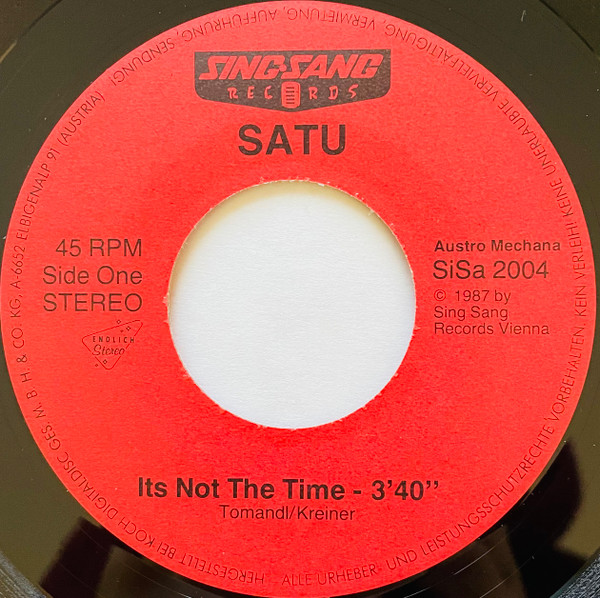 SING-SANG
RECORDS
SATU
45 RPM
Side One
STEREO
ENDLICH
Stereo
Austro Mechana
SiSa 2004
© 1987 by
Sing Sang
Records Vienna
Its Not The Time - 3'40"
Tomandl/Kreiner
HERGESTELLT BEI KOCH DIGITALDISC GES. M. B H & CO. KG, A-6652 ELBIGENALP 91 (AUSTRIA)
- ALLE URHEBER- UND LEISTUNGSSCHUTZRECHTE VORBEHALTEN, KEIN VERLEIH! KEINE UNERLAUBTE VERVIELFÄLTIGUNG, VERMIETUNG, AUFFÜHRUNG, SENDUNG!